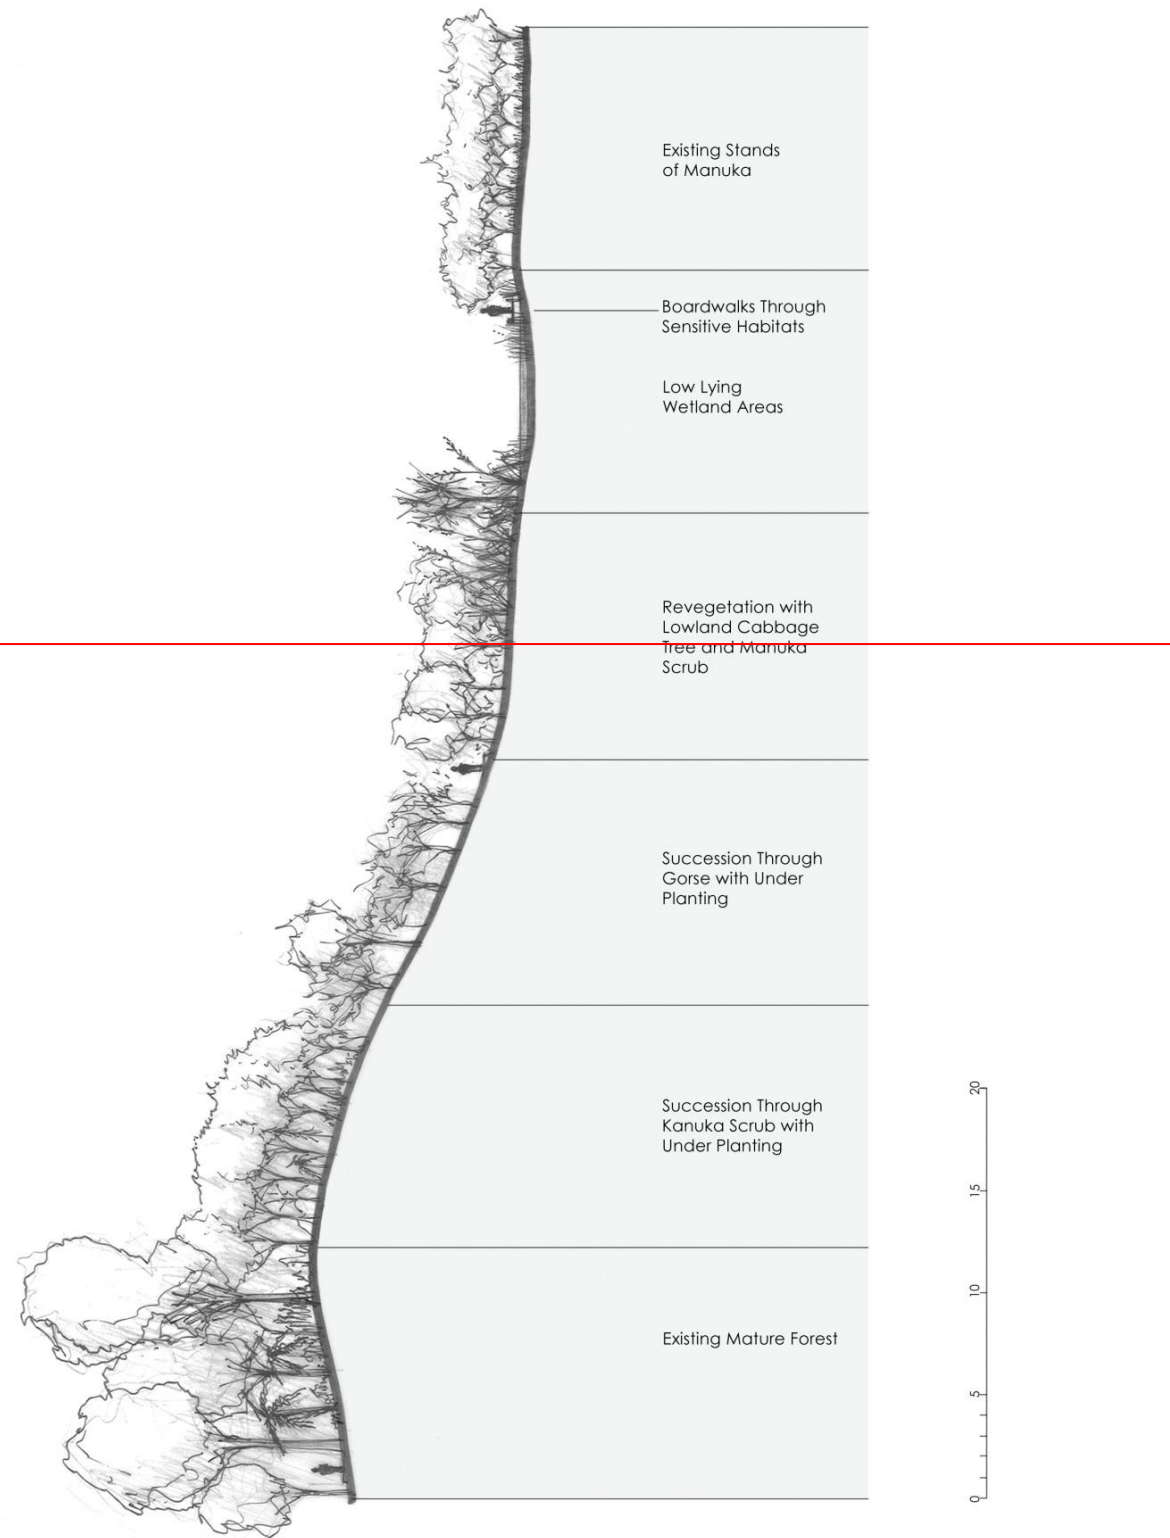 Existing Stands
of Manuka
Boardwalks Through
Sensitive Habitats
Low Lying
Wetland Areas
Revegetation with
Lowland Cabbage
Tree and Manuka
Scrub
Succession Through
Gorse with Under
Planting
Succession Through
Kanuka Scrub with
Under Planting
Existing Mature Forest
20
15
10
5
0